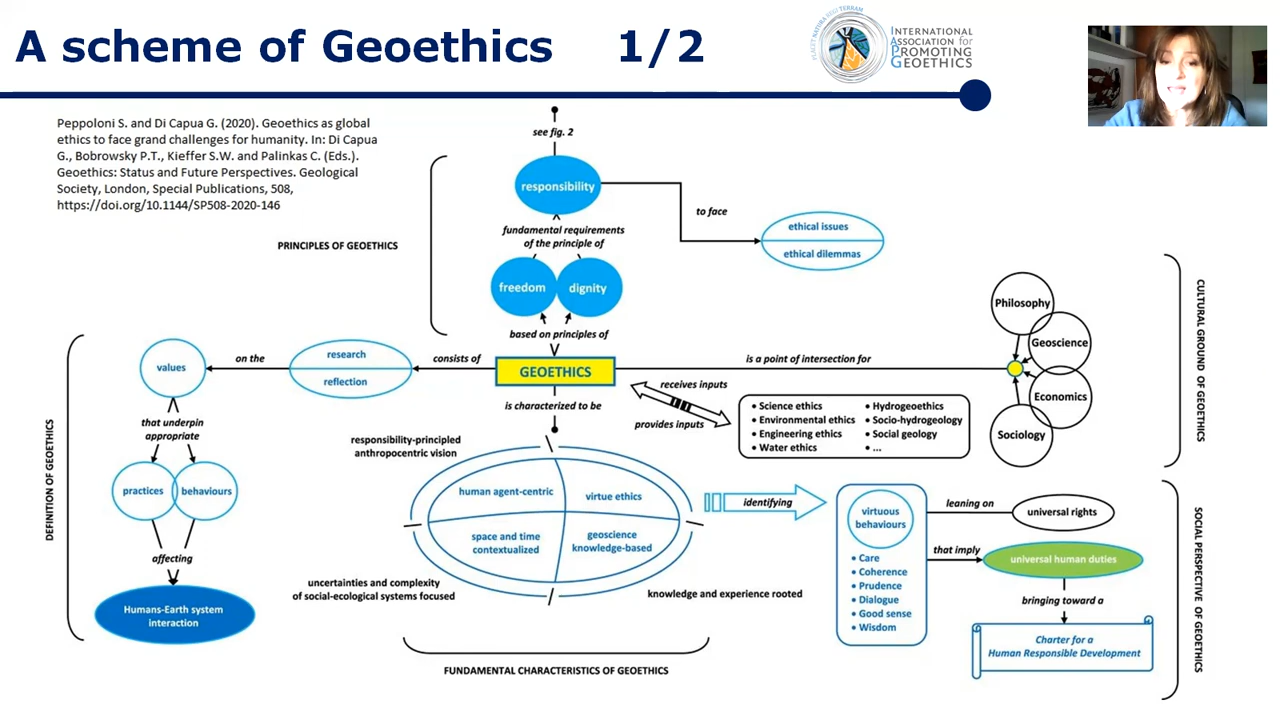 A scheme of Geoethics 1/2
PLACET NATURA REGI TERRAM
INTERNATIONAL
ASSOCIATION for
PROMOTING
GEOETHICS
Peppoloni S. and Di Capua G. (2020). Geoethics as global
ethics to face grand challenges for humanity. In: Di Capua
G., Bobrowsky P.T., Kieffer S.W. and Palinkas C. (Eds.).
Geoethics: Status and Future Perspectives. Geological
Society, London, Special Publications, 508,
https://doi.org/10.1144/SP508-2020-146
see fig. 2
responsibility
to face
ethical issues
ethical dilemmas
fundamental requirements
of the principle of
PRINCIPLES OF GEOETHICS
freedom
dignity
based on principles of
GEOETHICS
consists of
research
reflection
on the
values
that underpin
appropriate
practices
behaviours
affecting
Humans-Earth system
interaction
DEFINITION OF GEOETHICS
is a point of intersection for
Philosophy
Geoscience
Economics
Sociology
CULTURAL GROUND OF GEOETHICS
receives inputs
provides inputs
• Science ethics
• Environmental ethics
• Engineering ethics
• Water ethics
• Hydrogeoethics
• Socio-hydrogeology
• Social geology
• ...
is characterized to be
responsibility-principled
anthropocentric vision
human agent-centric
virtue ethics
space and time
contextualized
geoscience
knowledge-based
uncertainties and complexity
of social-ecological systems focused
knowledge and experience rooted
FUNDAMENTAL CHARACTERISTICS OF GEOETHICS
identifying
virtuous
behaviours
• Care
• Coherence
• Prudence
• Dialogue
• Good sense
• Wisdom
leaning on
universal rights
that imply
universal human duties
bringing toward a
Charter for a
Human Responsible Development
SOCIAL PERSPECTIVE OF GEOETHICS